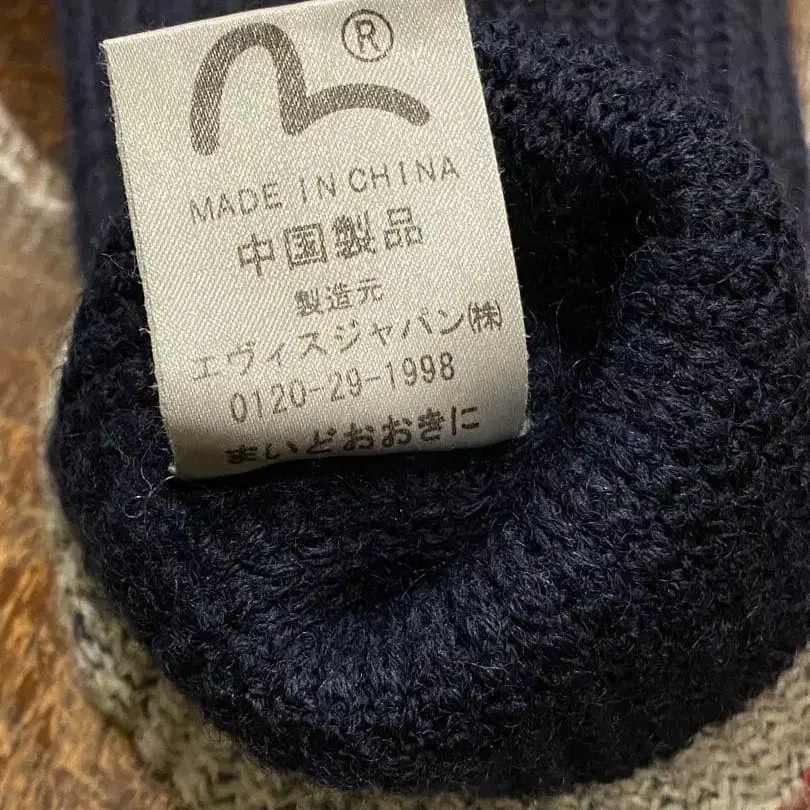 ®
MADE IN CHINA
中国製品
製造元
エヴィスジャパン㈱
0120-29-1998
まいどおおきに